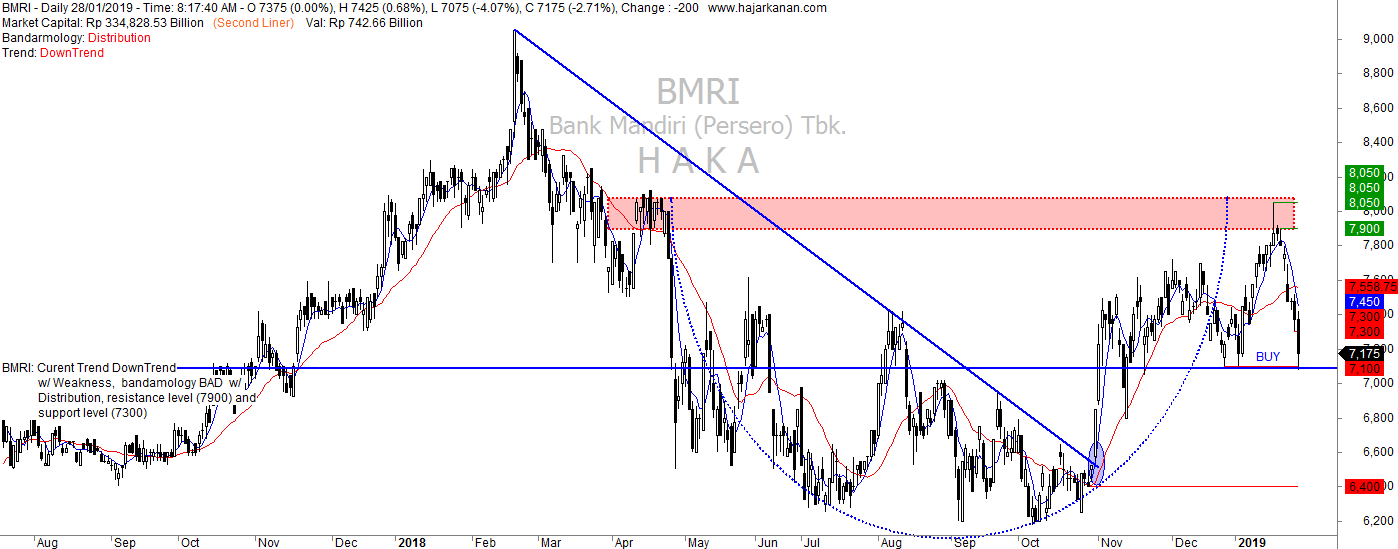 BMRI - Daily 28/01/2019 - Time: 8:17:40 AM - O 7375 (0.00%), H 7425 (0.68%), L 7075 (-4.07%), C 7175 (-2.71%), Change : -200 www.hajarkanan.com
Market Capital: Rp 334,828.53 Billion (Second Liner) Val: Rp 742.66 Billion
Bandarmology: Distribution
Trend: DownTrend
BMRI
Bank Mandiri (Persero) Tbk.
H A K A
9,000
8,800
8,600
8,400
8,050
8,050
8,050
8,000
7,900
7,800
7,558.75
7,450
7,300
7,300
7,175
7,100
7,000
6,800
6,600
6,400
6,200
BUY
BMRI: Curent Trend DownTrend
w/ Weakness, bandamology BAD w/
Distribution, resistance level (7900) and
support level (7300)
Aug Sep Oct Nov Dec 2018 Feb Mar Apr May Jun Jul Aug Sep Oct Nov Dec 2019